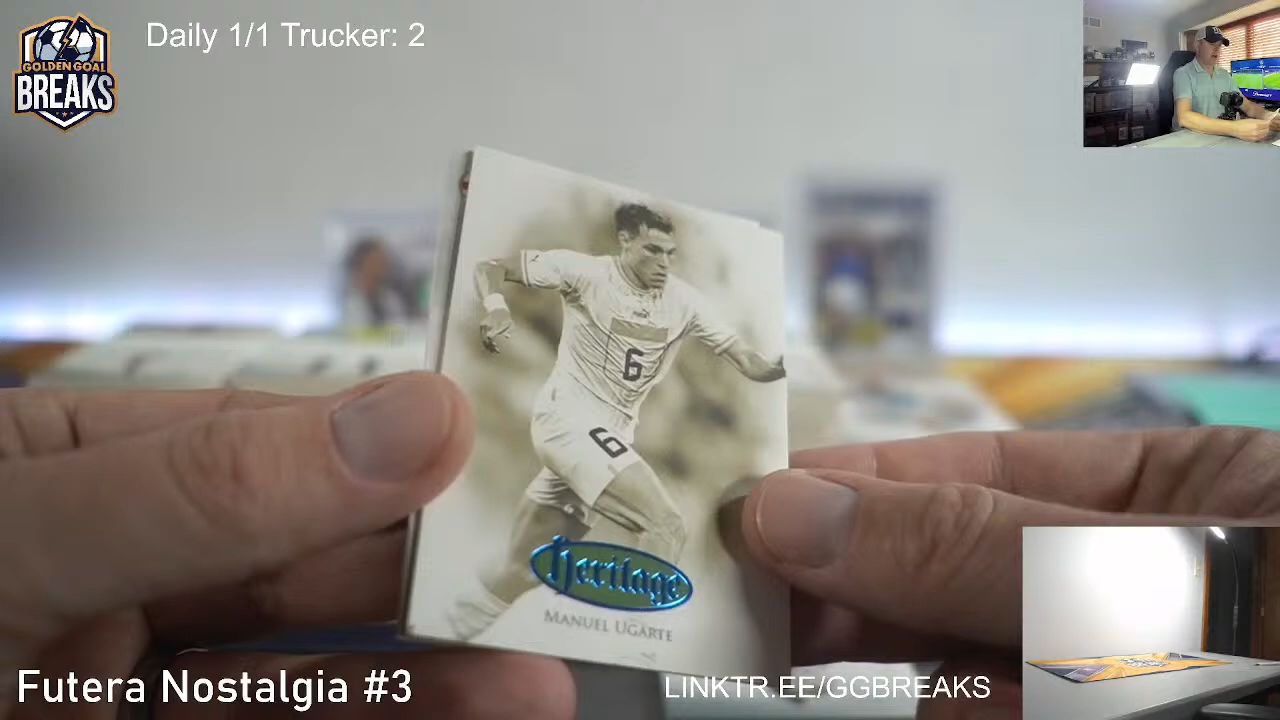 Daily 1/1 Trucker: 2
GOLDEN GOAL
BREAKS
6
6
Heritage
MANUEL UGARTE
Futera Nostalgia #3
LINKTR.EE/GGBREAKS